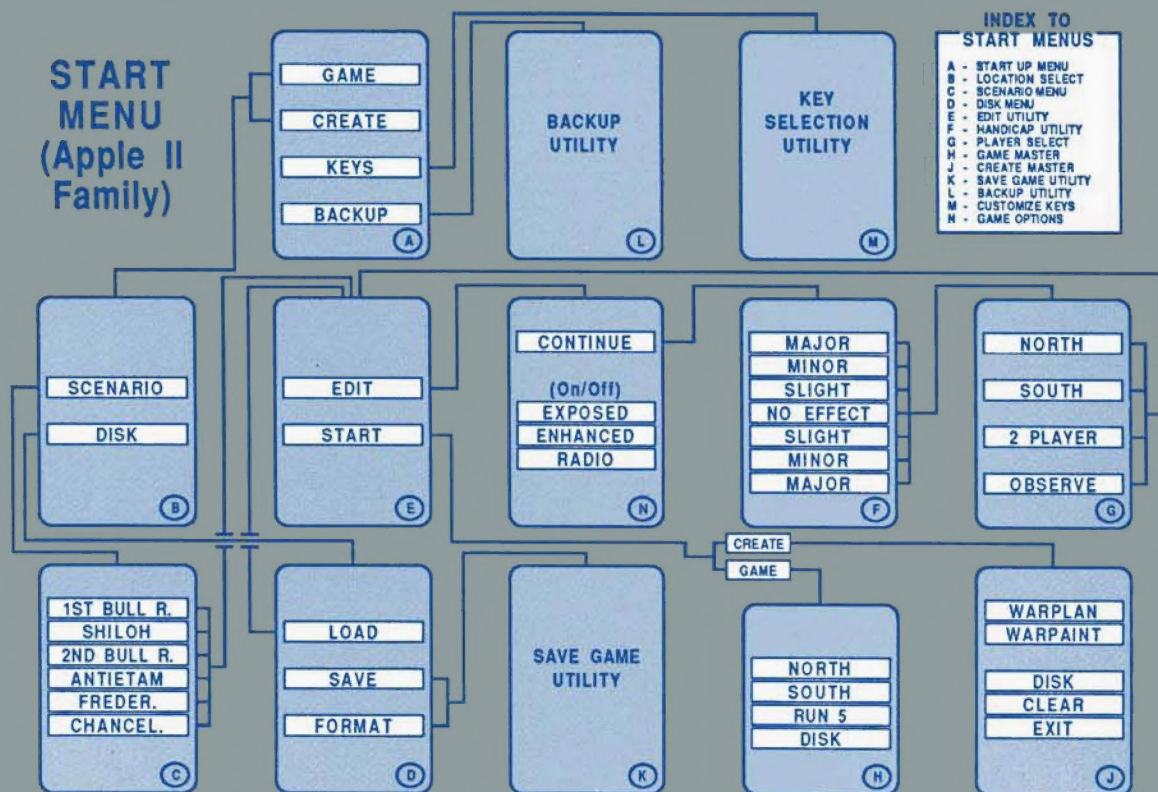 START
MENU
(Apple II
Family)
GAME
CREATE
KEYS
BACKUP
A
BACKUP
UTILITY
L
KEY
SELECTION
UTILITY
M
INDEX TO
START MENUS
A - START UP MENU
B - LOCATION SELECT
C - SCENARIO MENU
D - DISK MENU
E - EDIT UTILITY
F - HANDICAP UTILITY
G - PLAYER SELECT
H - GAME MASTER
J - CREATE MASTER
K - SAVE GAME UTILITY
L - BACKUP UTILITY
M - CUSTOMIZE KEYS
N - GAME OPTIONS
SCENARIO
DISK
B
EDIT
START
E
CONTINUE
(On/Off)
EXPOSED
ENHANCED
RADIO
N
MAJOR
MINOR
SLIGHT
NO EFFECT
SLIGHT
MINOR
MAJOR
F
NORTH
SOUTH
2 PLAYER
OBSERVE
G
1ST BULL R.
SHILOH
2ND BULL R.
ANTIETAM
FREDER.
CHANCEL.
C
LOAD
SAVE
FORMAT
D
SAVE GAME
UTILITY
K
CREATE
GAME
NORTH
SOUTH
RUN 5
DISK
H
WARPLAN
WARPAINT
DISK
CLEAR
EXIT
J